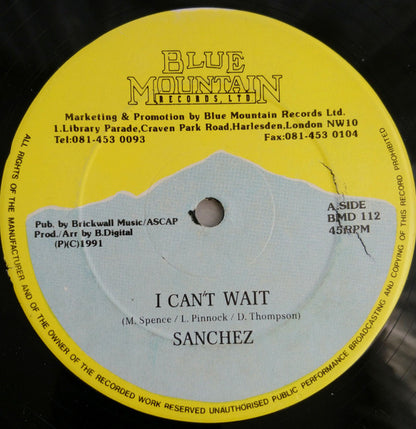 BLUE
MOUNTAIN
RECORDS, LTD
Marketing & Promotion by Blue Mountain Records Ltd.
1.Library Parade,Craven Park Road,Harlesden,London NW10
Tel:081-453 0093 Fax:081-453 0104
Pub. by Brickwall Music/ASCAP
Prod./Arr by B.Digital
(P)(C)1991
A.SIDE
BMD 112
45RPM
I CAN'T WAIT
(M. Spence / L. Pinnock / D. Thompson)
SANCHEZ
ALL RIGHTS OF THE MANUFACTURER AND OF THE OWNER OF THE RECORDED WORK RESERVED UNAUTHORISED PUBLIC PERFORMANCE BROADCASTING AND COPYING OF THIS RECORD PROHIBITED